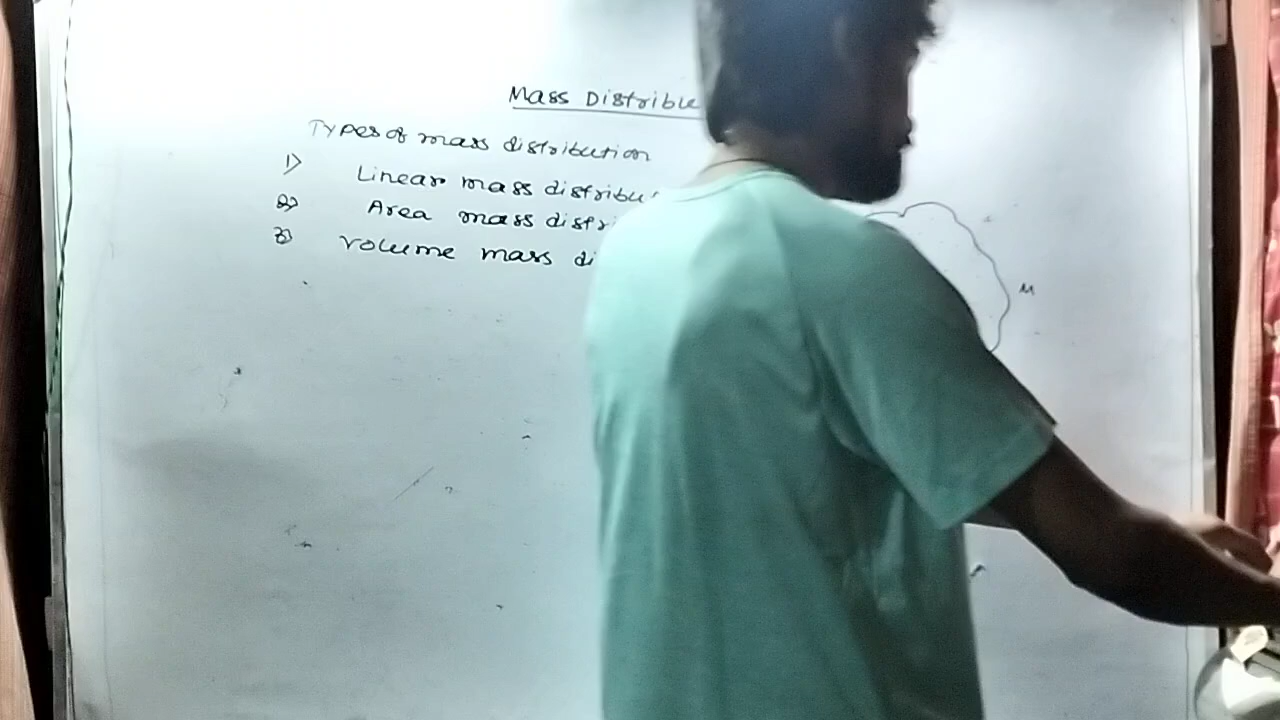 Mass Distribu
Types of mass distribution
1) Linear mass distribu
2) Area mass distri
3) Volume mass di
M